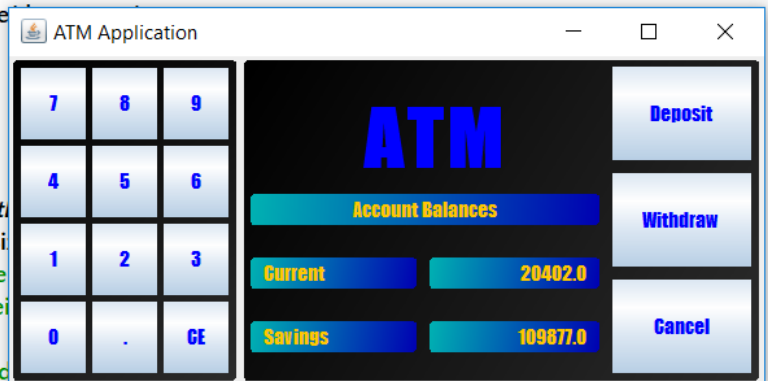 ATM Application
7 8 9
4 5 6
1 2 3
0 . CE
ATM
Account Balances
Current 20402.0
Savings 109877.0
Deposit
Withdraw
Cancel